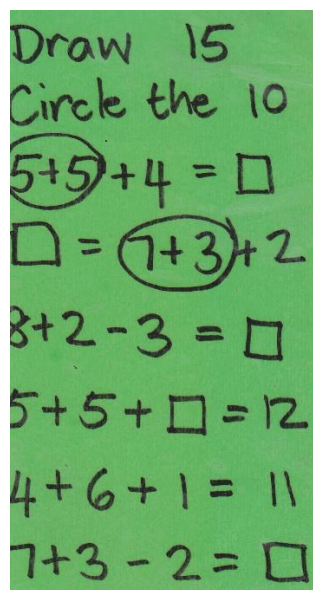 Draw 15
Circle the 10
5+5+4 = □
□ = 7+3+2
8+2-3 = □
5+5+□=12
4+6+1= 11
7+3-2=□